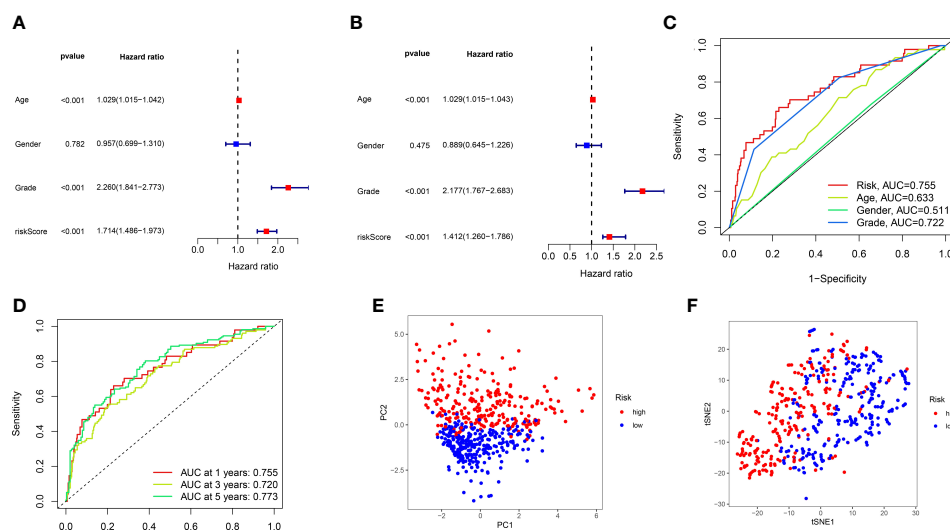 A
pvalue Hazard ratio
Age <0.001 1.029(1.015−1.042)
Gender 0.782 0.957(0.699−1.310)
Grade <0.001 2.260(1.841−2.773)
riskScore <0.001 1.714(1.486−1.973)
0.0 1.0 2.0
Hazard ratio
B
pvalue Hazard ratio
Age <0.001 1.029(1.015−1.043)
Gender 0.475 0.889(0.645−1.226)
Grade <0.001 2.177(1.767−2.683)
riskScore <0.001 1.412(1.260−1.786)
0.0 0.5 1.0 1.5 2.0 2.5
Hazard ratio
C
Sensitivity
1.0
0.8
0.6
0.4
0.2
0.0
Risk, AUC=0.755
Age, AUC=0.633
Gender, AUC=0.511
Grade, AUC=0.722
0.0 0.2 0.4 0.6 0.8 1.0
1−Specificity
D
Sensitivity
1.0
0.8
0.6
0.4
0.2
0.0
AUC at 1 years: 0.755
AUC at 3 years: 0.720
AUC at 5 years: 0.773
0.0 0.2 0.4 0.6 0.8 1.0
E
PC2
5.0
2.5
0.0
−2.5
−2 0 2 4 6
PC1
Risk
high
low
F
tSNE2
20
10
0
−10
−20
−30
−20 −10 0 10 20 30
tSNE1
Risk